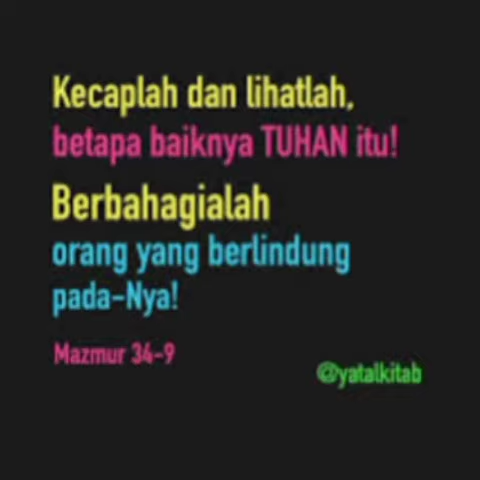 Kecaplah dan lihatlah,
betapa baiknya TUHAN itu!
Berbahagialah
orang yang berlindung
pada-Nya!
Mazmur 34-9
@yatalkitab